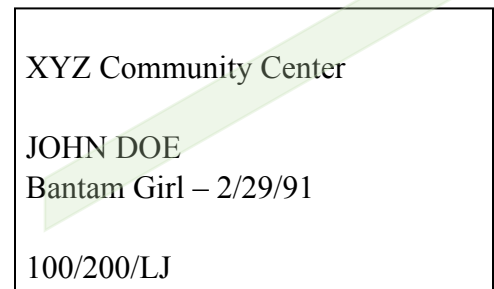 XYZ Community Center
JOHN DOE
Bantam Girl – 2/29/91
100/200/LJ